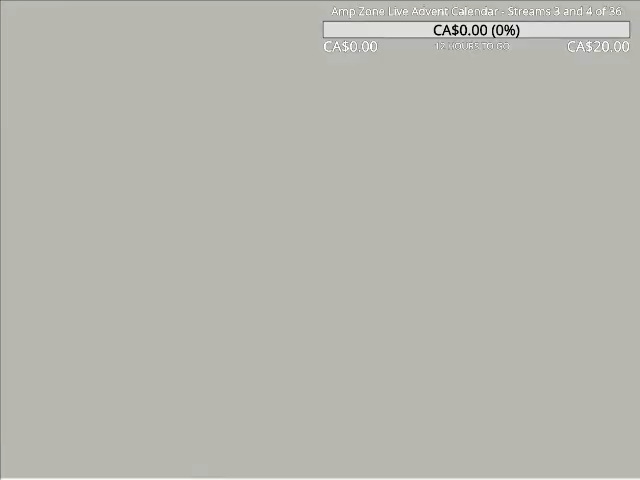 Amp Zone Live Advent Calendar - Streams 3 and 4 of 36
CA$0.00 (0%)
CA$0.00 12 HOURS TO GO CA$20.00